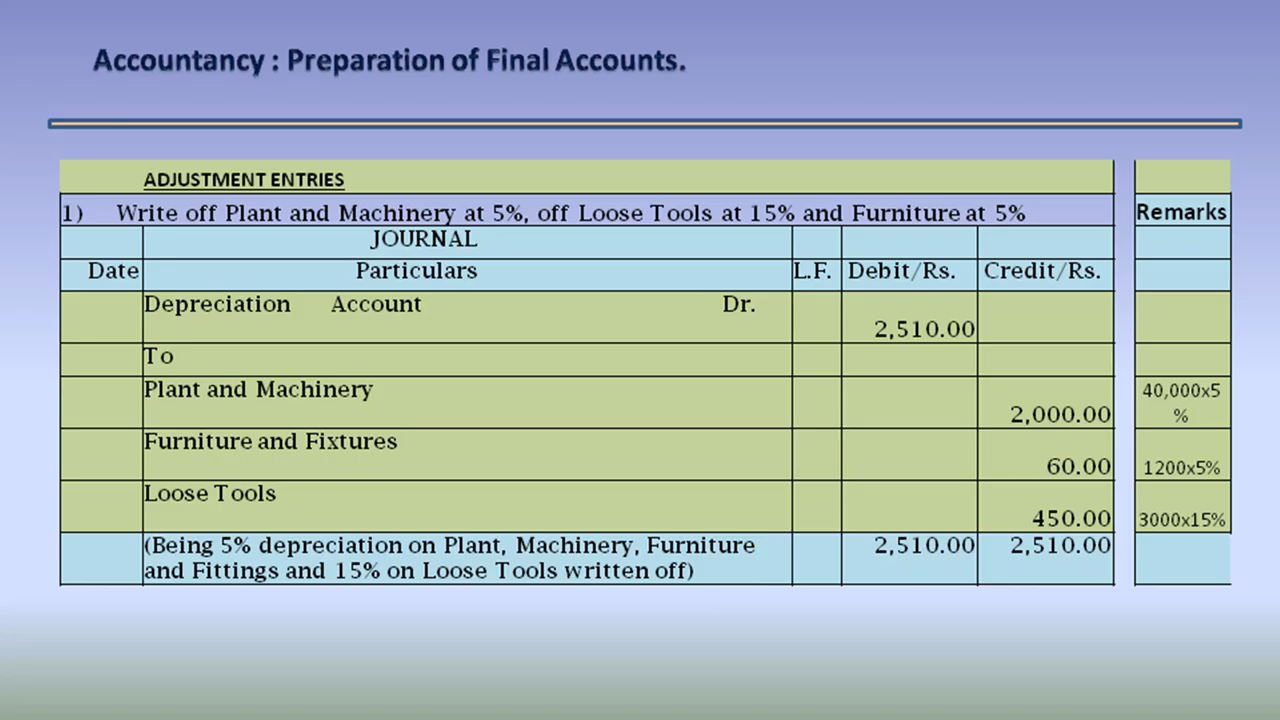 Accountancy : Preparation of Final Accounts.
ADJUSTMENT ENTRIES
1) Write off Plant and Machinery at 5%, off Loose Tools at 15% and Furniture at 5% Remarks
JOURNAL
Date Particulars L.F. Debit/Rs. Credit/Rs.
Depreciation Account Dr.
2,510.00
To
Plant and Machinery 40,000x5
2,000.00 %
Furniture and Fixtures
60.00 1200x5%
Loose Tools
450.00 3000x15%
(Being 5% depreciation on Plant, Machinery, Furniture 2,510.00 2,510.00
and Fittings and 15% on Loose Tools written off)